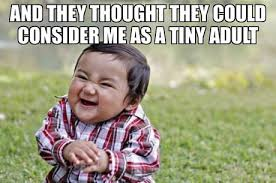 AND THEY THOUGHT THEY COULD
CONSIDER ME AS A TINY ADULT